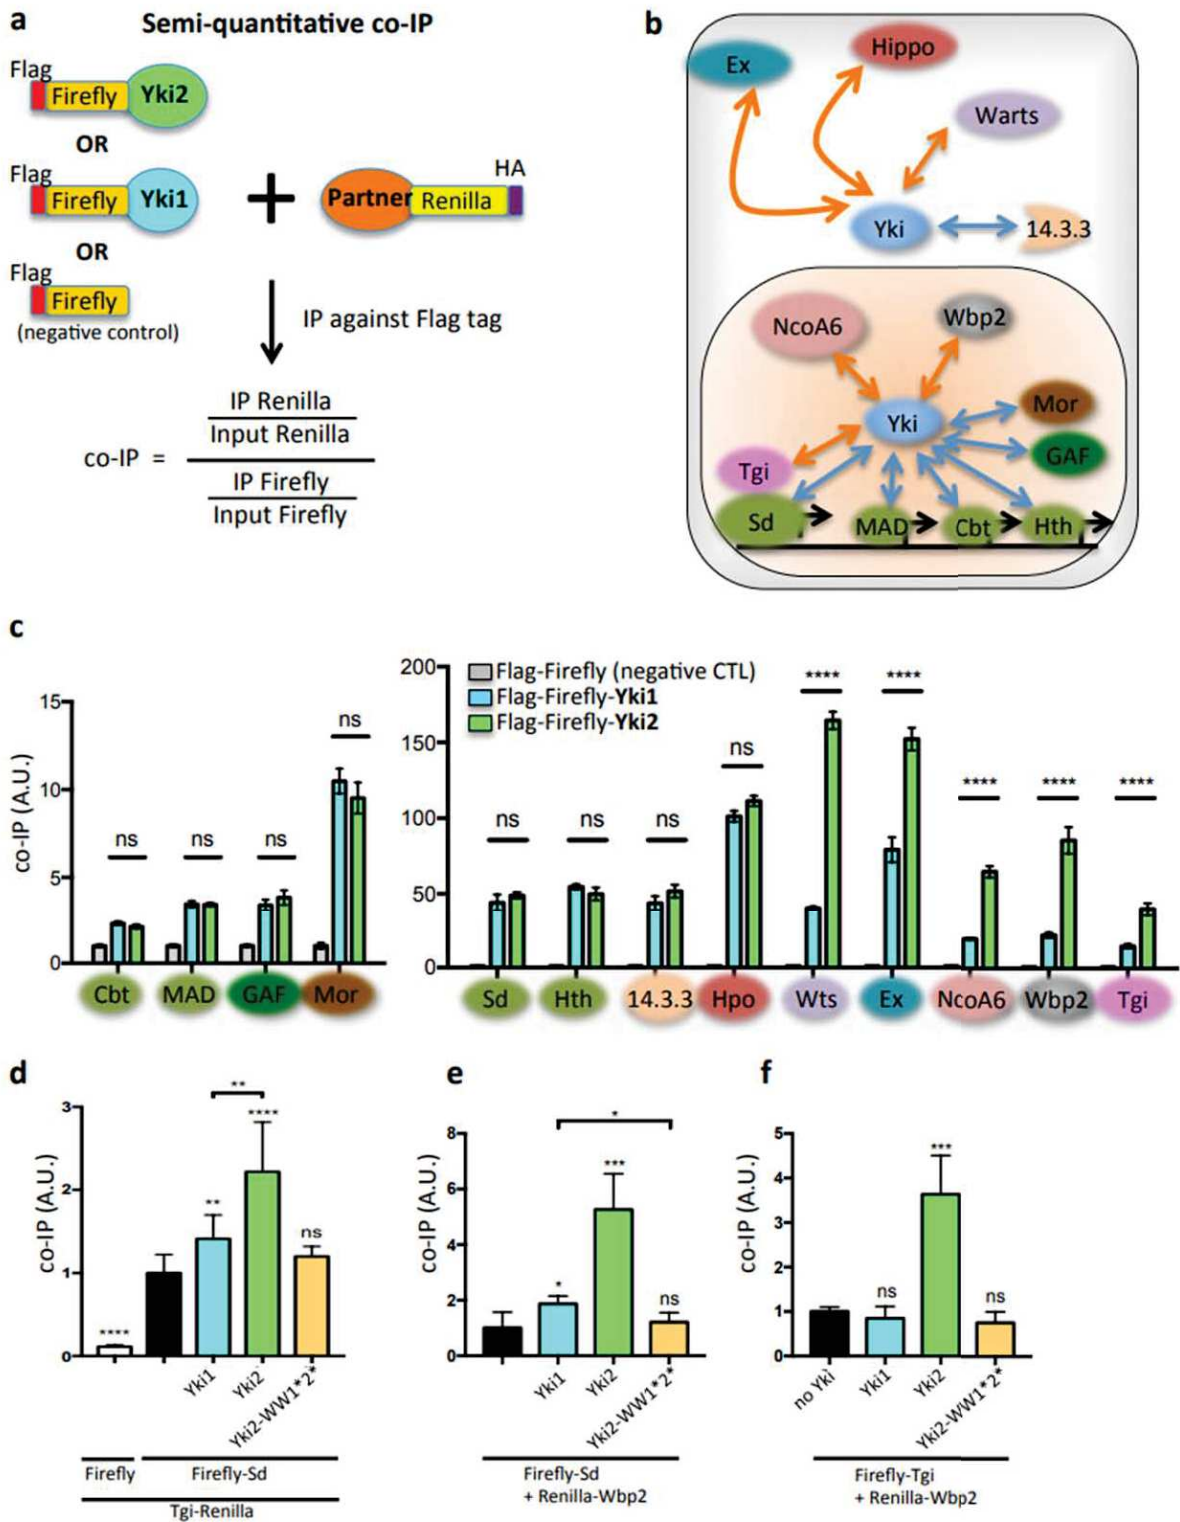 a
Semi-quantitative co-IP
Flag
Firefly Yki2
OR
Flag
Firefly Yki1
HA
Partner Renilla
OR
Flag
Firefly
(negative control)
IP against Flag tag
co-IP =
IP Renilla
Input Renilla
IP Firefly
Input Firefly
b
Ex
Hippo
Warts
Yki
14.3.3
NcoA6
Wbp2
Yki
Mor
GAF
Tgi
Sd
MAD
Cbt
Hth
c
co-IP (A.U.)
15
10
5
0
ns
ns
ns
ns
Cbt MAD GAF Mor
200
150
100
50
0
Flag-Firefly (negative CTL)
Flag-Firefly-Yki1
Flag-Firefly-Yki2
ns
ns
ns
ns
****
****
****
****
****
Sd Hth 14.3.3 Hpo Wts Ex NcoA6 Wbp2 Tgi
d
co-IP (A.U.)
3
2
1
0
****
**
**
****
ns
Yki1
Yki2
Yki2-WW1*2*
Firefly
Firefly-Sd
Tgi-Renilla
e
co-IP (A.U.)
8
6
4
2
0
*
*
***
ns
Yki1
Yki2
Yki2-WW1*2*
Firefly-Sd
+ Renilla-Wbp2
f
co-IP (A.U.)
5
4
3
2
1
0
ns
***
ns
no Yki
Yki1
Yki2
Yki2-WW1*2*
Firefly-Tgi
+ Renilla-Wbp2